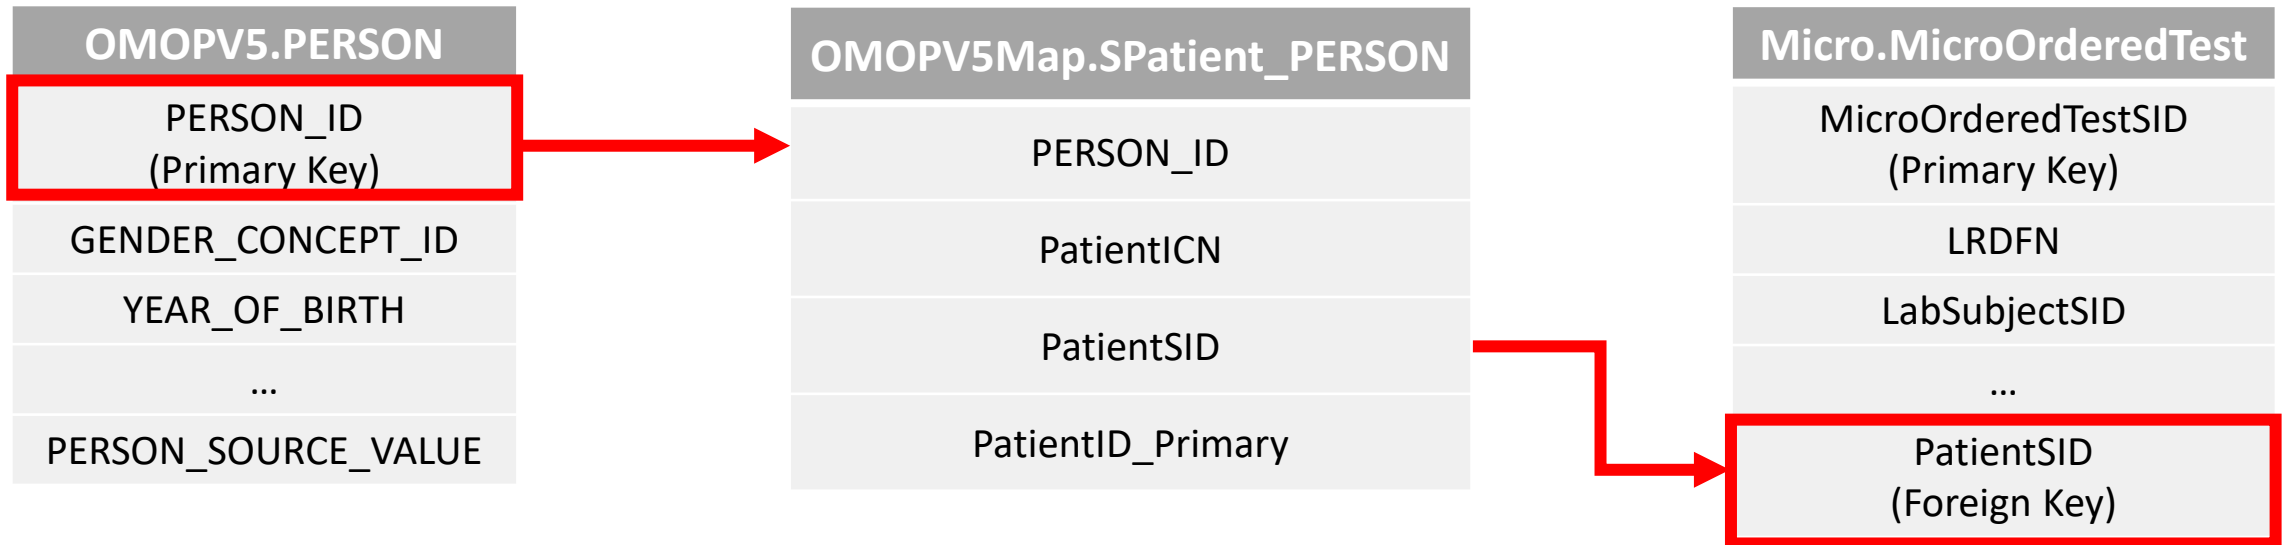 OMOPV5.PERSON
PERSON_ID
(Primary Key)
GENDER_CONCEPT_ID
YEAR_OF_BIRTH
...
PERSON_SOURCE_VALUE
OMOPV5Map.SPatient_PERSON
PERSON_ID
PatientICN
PatientSID
PatientID_Primary
Micro.MicroOrderedTest
MicroOrderedTestSID
(Primary Key)
LRDFN
LabSubjectSID
...
PatientSID
(Foreign Key)